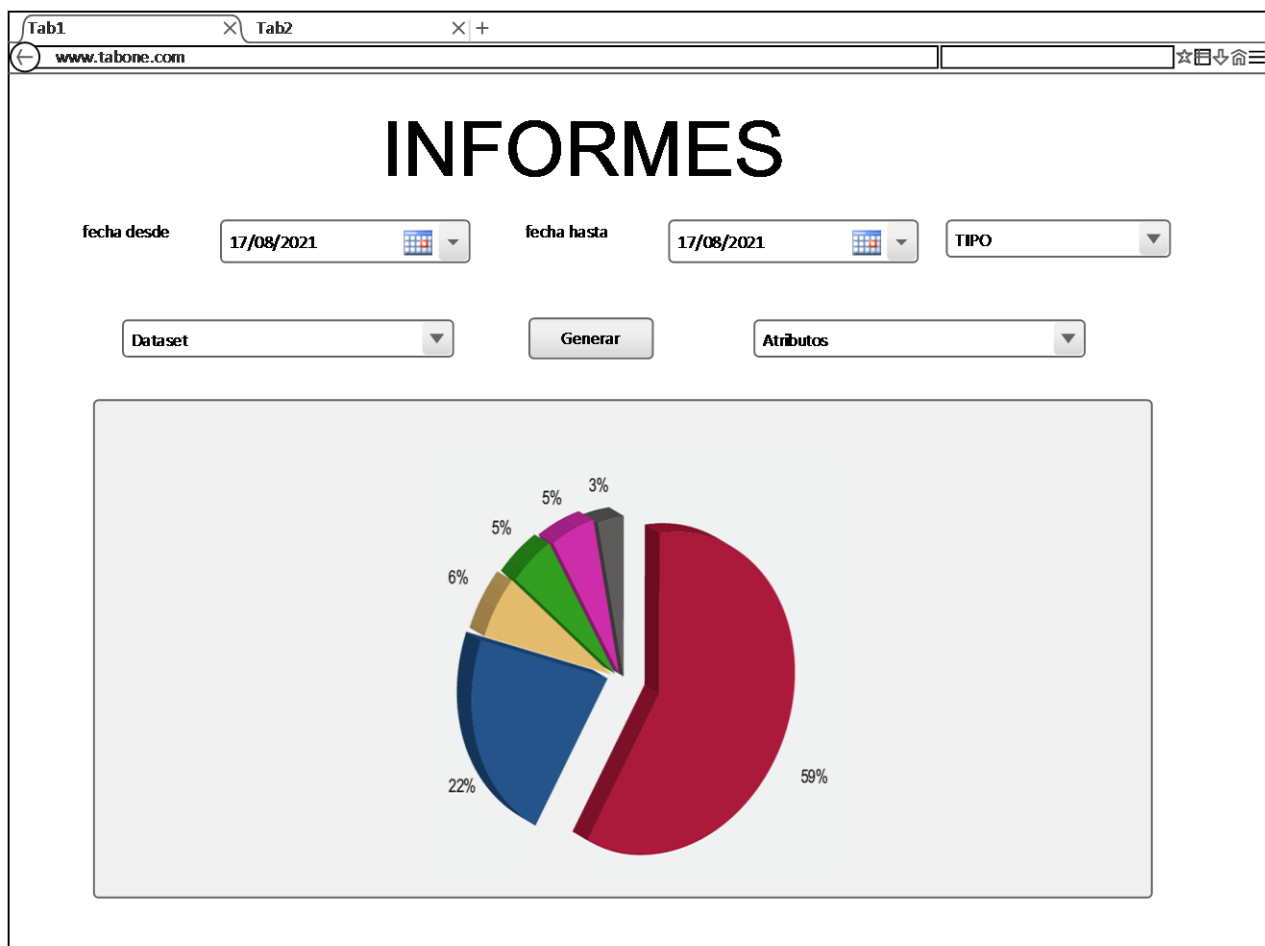 Tab1 Tab2
www.tabone.com
INFORMES
fecha desde 17/08/2021 fecha hasta 17/08/2021 TIPO
Dataset Generar Atributos
3%
5%
5%
6%
59%
22%